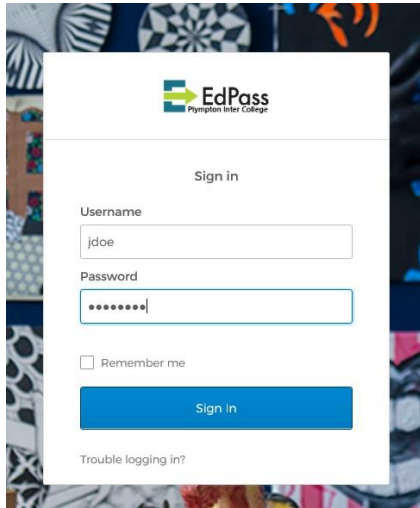 EdPass
Plympton Inter College
Sign in
Username
jdoe
Password
••••••••
Remember me
Sign In
Trouble logging in?